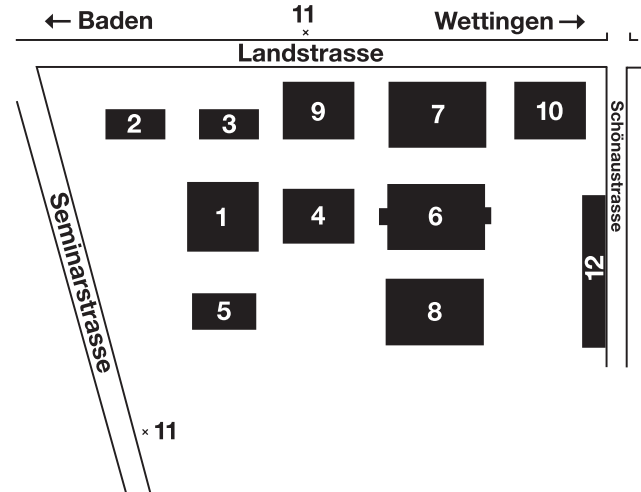 11
← Baden
Wettingen →
Landstrasse
9
7
10
2
3
Schönaustrasse
1
4
6
Seminarstrasse
12
5
8
11